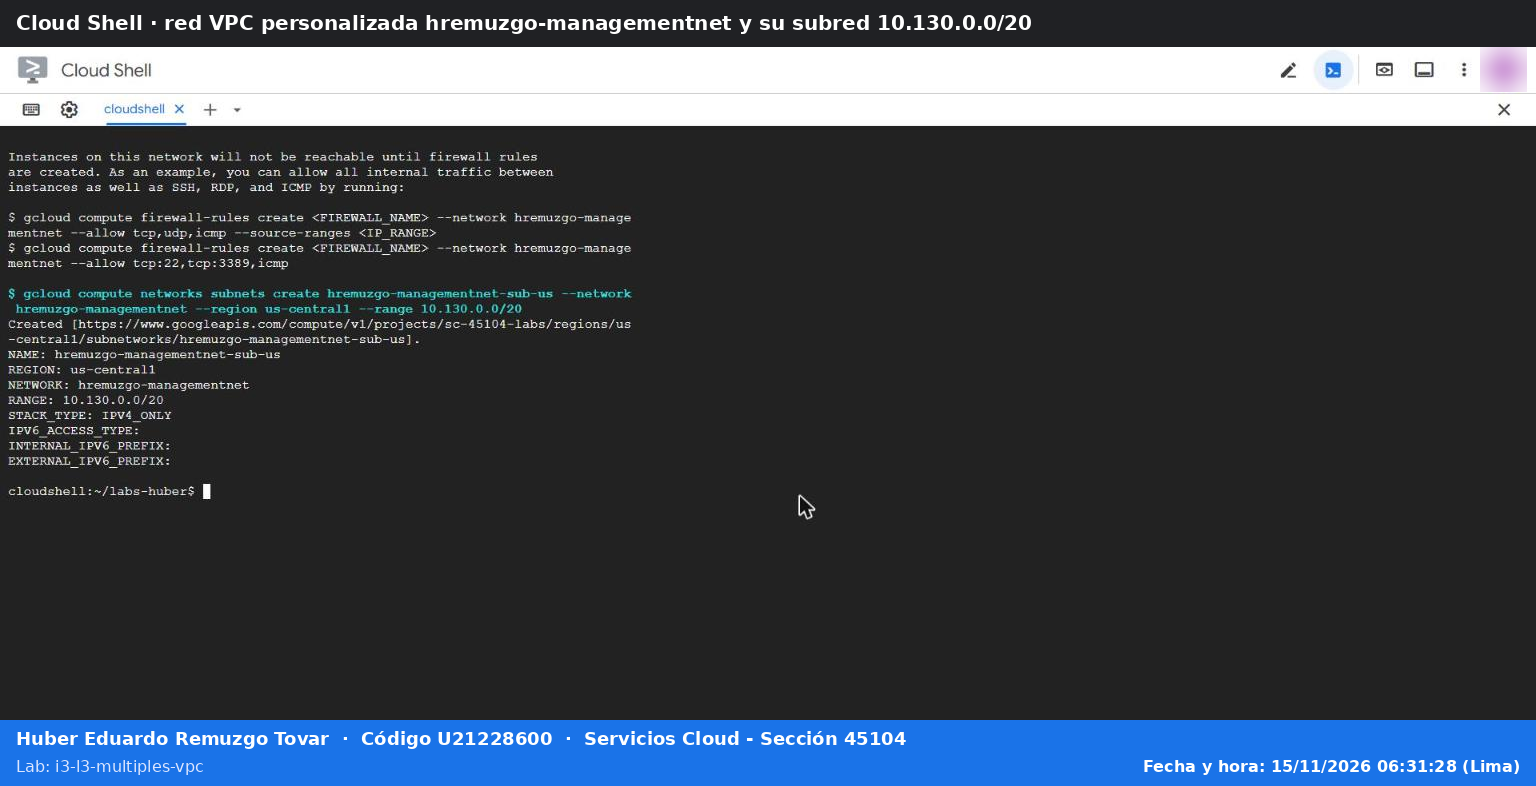 Cloud Shell · red VPC personalizada hremuzgo-managementnet y su subred 10.130.0.0/20
Cloud Shell
cloudshell
Instances on this network will not be reachable until firewall rules
are created. As an example, you can allow all internal traffic between
instances as well as SSH, RDP, and ICMP by running:
$ gcloud compute firewall-rules create <FIREWALL_NAME> --network hremuzgo-manage
mentnet --allow tcp,udp,icmp --source-ranges <IP_RANGE>
$ gcloud compute firewall-rules create <FIREWALL_NAME> --network hremuzgo-manage
mentnet --allow tcp:22,tcp:3389,icmp
$ gcloud compute networks subnets create hremuzgo-managementnet-sub-us --network
hremuzgo-managementnet --region us-central1 --range 10.130.0.0/20
Created [https://www.googleapis.com/compute/v1/projects/sc-45104-labs/regions/us
-central1/subnetworks/hremuzgo-managementnet-sub-us].
NAME: hremuzgo-managementnet-sub-us
REGION: us-central1
NETWORK: hremuzgo-managementnet
RANGE: 10.130.0.0/20
STACK_TYPE: IPV4_ONLY
IPV6_ACCESS_TYPE:
INTERNAL_IPV6_PREFIX:
EXTERNAL_IPV6_PREFIX:
cloudshell:~/labs-huber$
Huber Eduardo Remuzgo Tovar · Código U21228600 · Servicios Cloud - Sección 45104
Lab: i3-l3-multiples-vpc
Fecha y hora: 15/11/2026 06:31:28 (Lima)